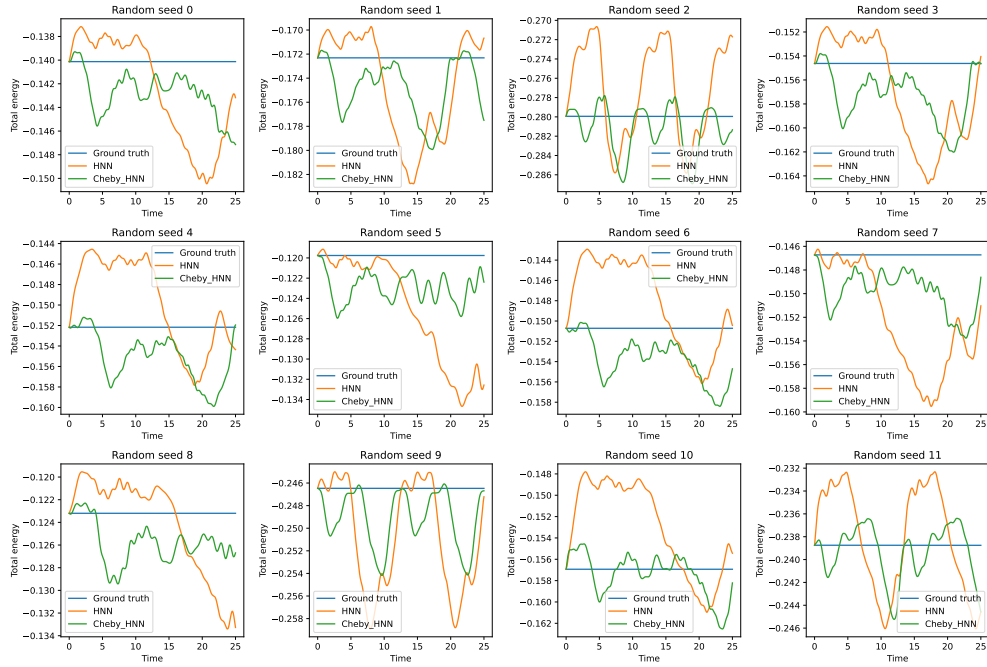 Random seed 0
Total energy
−0.138
−0.140
−0.142
−0.144
−0.146
−0.148
−0.150
Ground truth
HNN
Cheby_HNN
0 5 10 15 20 25
Time
Random seed 1
Total energy
−0.170
−0.172
−0.174
−0.176
−0.178
−0.180
−0.182
Ground truth
HNN
Cheby_HNN
0 5 10 15 20 25
Time
Random seed 2
Total energy
−0.270
−0.272
−0.274
−0.276
−0.278
−0.280
−0.282
−0.284
−0.286
Ground truth
HNN
Cheby_HNN
0 5 10 15 20 25
Time
Random seed 3
Total energy
−0.152
−0.154
−0.156
−0.158
−0.160
−0.162
−0.164
Ground truth
HNN
Cheby_HNN
0 5 10 15 20 25
Time
Random seed 4
Total energy
−0.144
−0.146
−0.148
−0.150
−0.152
−0.154
−0.156
−0.158
−0.160
Ground truth
HNN
Cheby_HNN
0 5 10 15 20 25
Time
Random seed 5
Total energy
−0.120
−0.122
−0.124
−0.126
−0.128
−0.130
−0.132
−0.134
Ground truth
HNN
Cheby_HNN
0 5 10 15 20 25
Time
Random seed 6
Total energy
−0.144
−0.146
−0.148
−0.150
−0.152
−0.154
−0.156
−0.158
Ground truth
HNN
Cheby_HNN
0 5 10 15 20 25
Time
Random seed 7
Total energy
−0.146
−0.148
−0.150
−0.152
−0.154
−0.156
−0.158
−0.160
Ground truth
HNN
Cheby_HNN
0 5 10 15 20 25
Time
Random seed 8
Total energy
−0.120
−0.122
−0.124
−0.126
−0.128
−0.130
−0.132
−0.134
Ground truth
HNN
Cheby_HNN
0 5 10 15 20 25
Time
Random seed 9
Total energy
−0.246
−0.248
−0.250
−0.252
−0.254
−0.256
−0.258
Ground truth
HNN
Cheby_HNN
0 5 10 15 20 25
Time
Random seed 10
Total energy
−0.148
−0.150
−0.152
−0.154
−0.156
−0.158
−0.160
−0.162
Ground truth
HNN
Cheby_HNN
0 5 10 15 20 25
Time
Random seed 11
Total energy
−0.232
−0.234
−0.236
−0.238
−0.240
−0.242
−0.244
−0.246
Ground truth
HNN
Cheby_HNN
0 5 10 15 20 25
Time